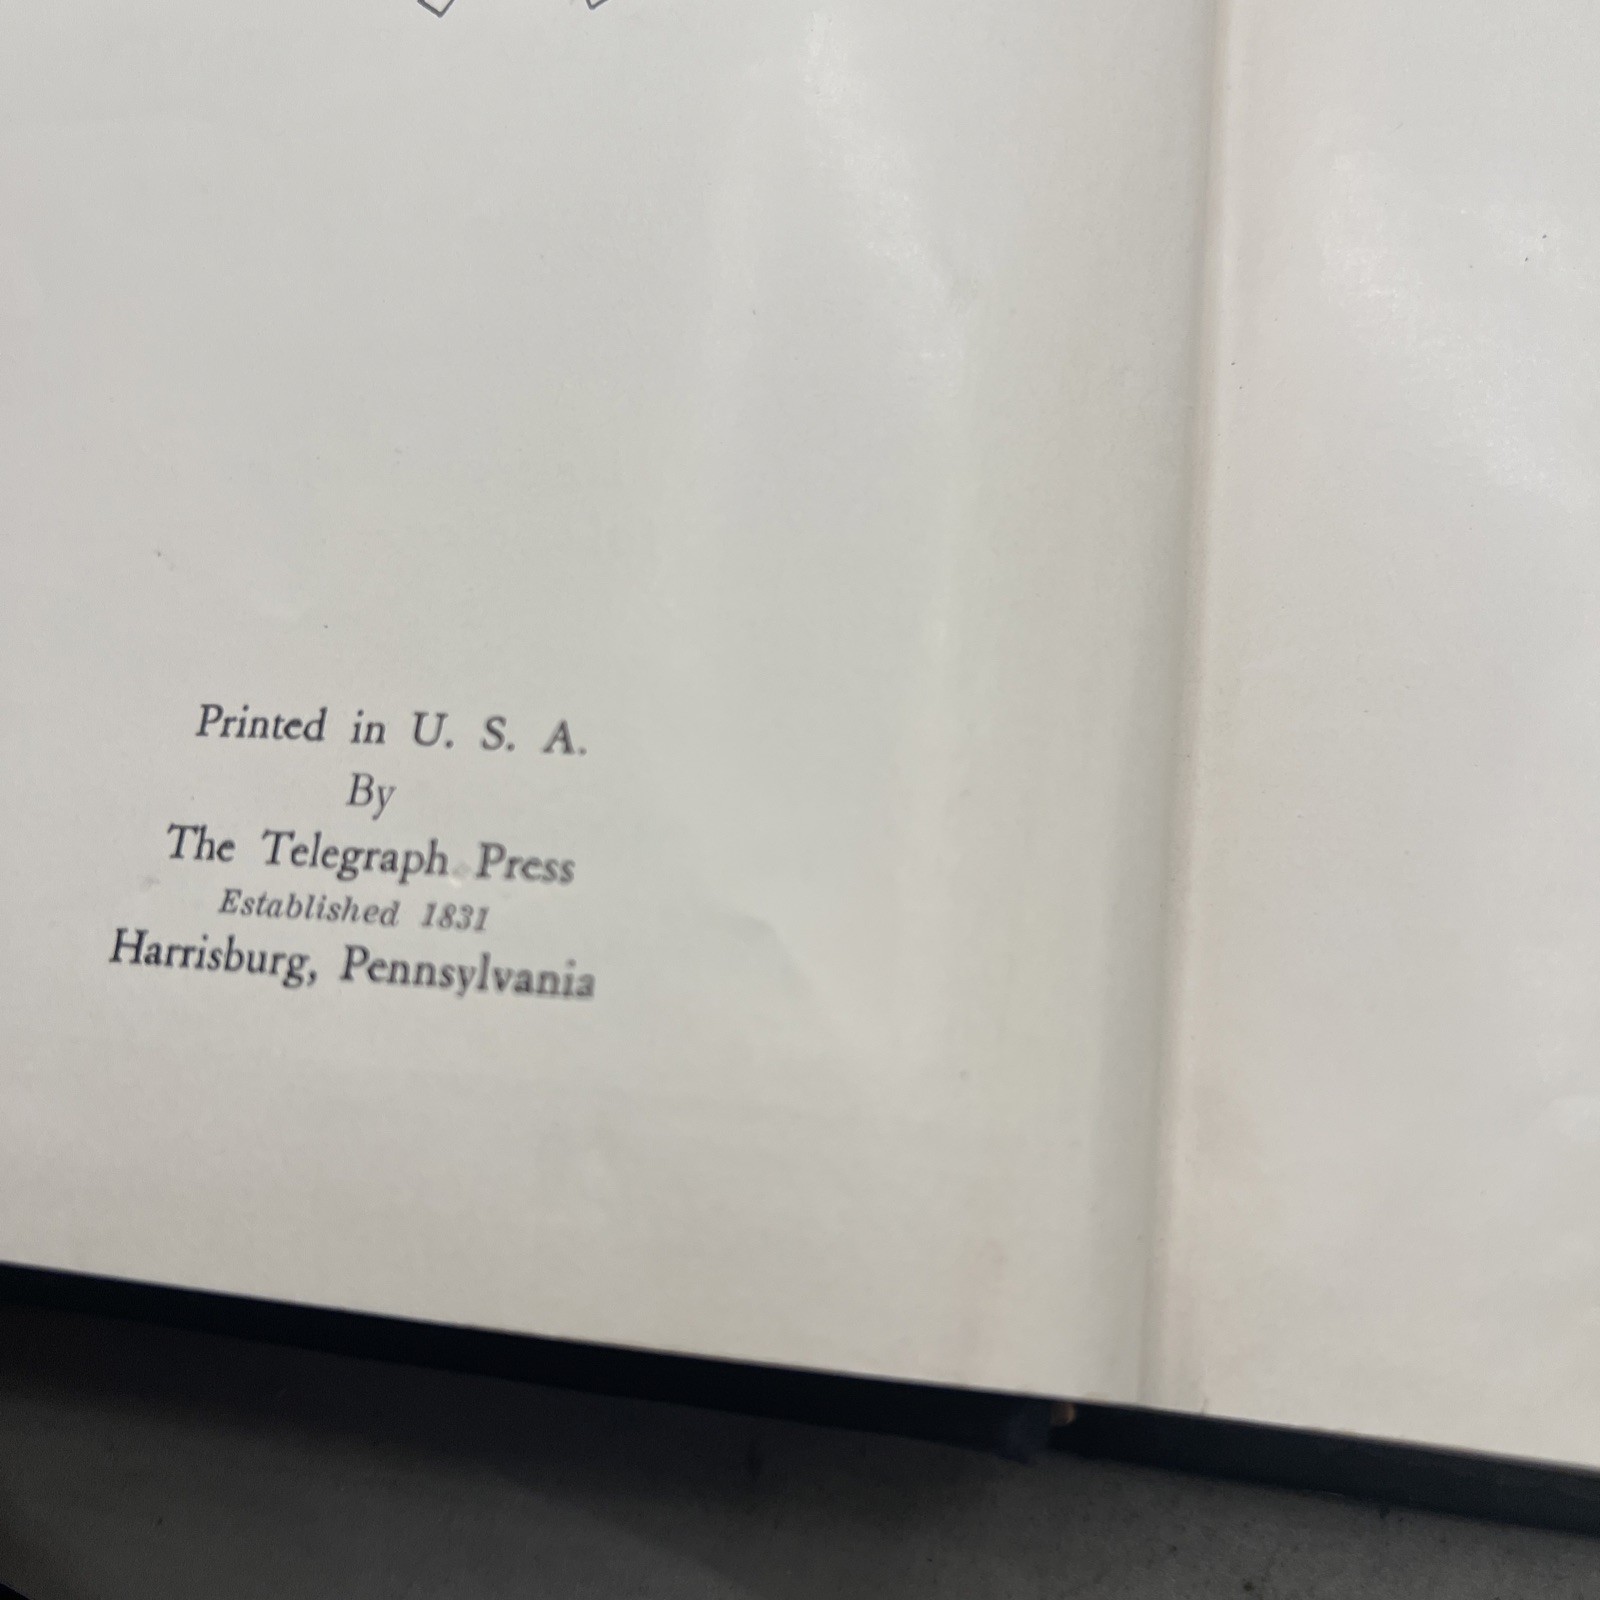 Printed in U. S. A.
By
The Telegraph Press
Established 1831
Harrisburg, Pennsylvania